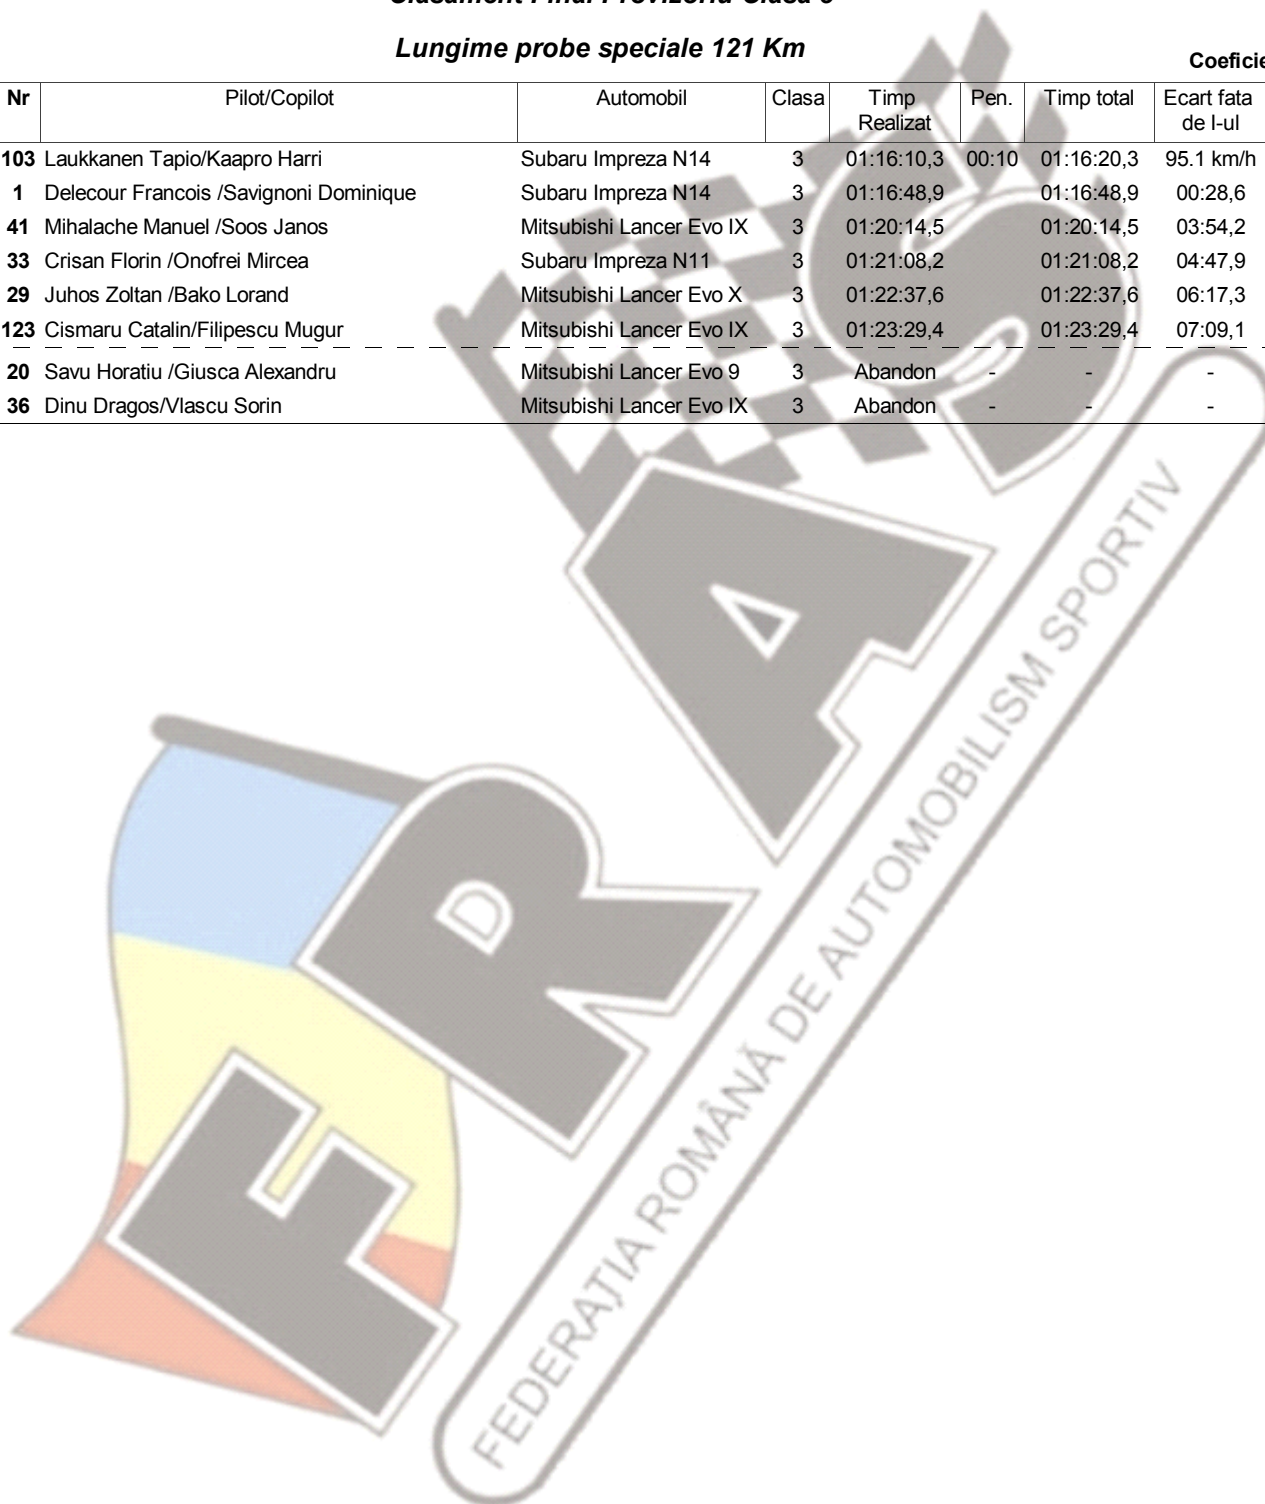 Lungime probe speciale 121 Km
Nr Pilot/Copilot Automobil Clasa Timp Realizat Pen. Timp total Ecart fata de I-ul
103 Laukkanen Tapio/Kaapro Harri Subaru Impreza N14 3 01:16:10,3 00:10 01:16:20,3 95.1 km/h
1 Delecour Francois /Savignoni Dominique Subaru Impreza N14 3 01:16:48,9 01:16:48,9 00:28,6
41 Mihalache Manuel /Soos Janos Mitsubishi Lancer Evo IX 3 01:20:14,5 01:20:14,5 03:54,2
33 Crisan Florin /Onofrei Mircea Subaru Impreza N11 3 01:21:08,2 01:21:08,2 04:47,9
29 Juhos Zoltan /Bako Lorand Mitsubishi Lancer Evo X 3 01:22:37,6 01:22:37,6 06:17,3
123 Cismaru Catalin/Filipescu Mugur Mitsubishi Lancer Evo IX 3 01:23:29,4 01:23:29,4 07:09,1
20 Savu Horatiu /Giusca Alexandru Mitsubishi Lancer Evo 9 3 Abandon - - -
36 Dinu Dragos/Vlascu Sorin Mitsubishi Lancer Evo IX 3 Abandon - - -
FRAS
FEDERAŢIA ROMÂNĂ DE AUTOMOBILISM SPORTIV